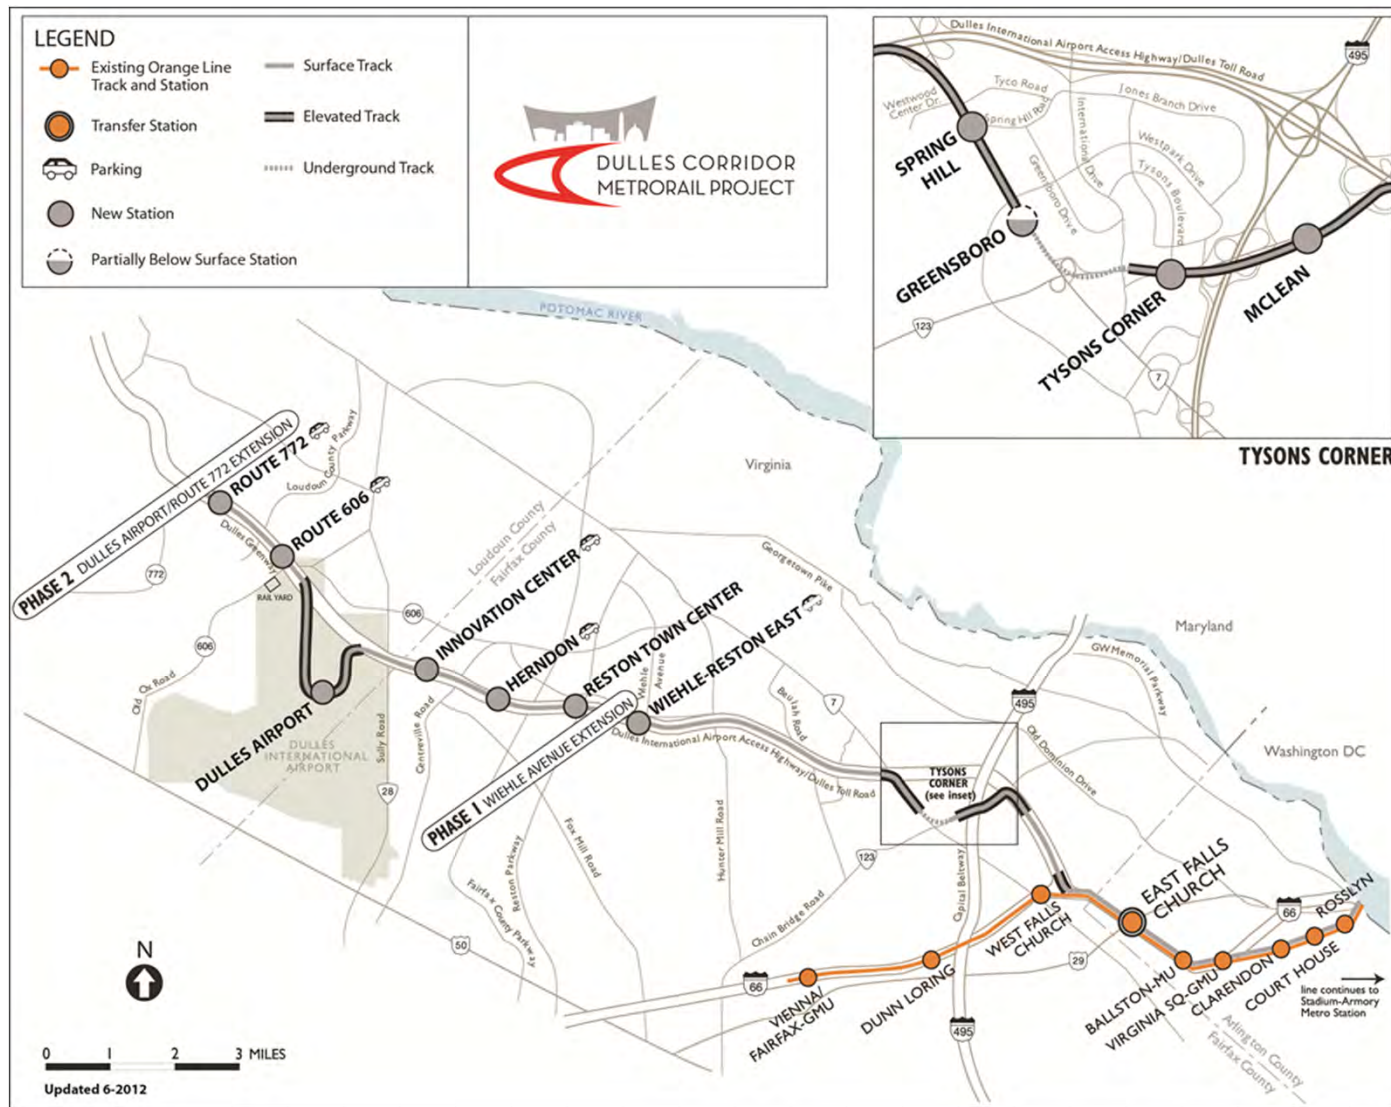 LEGEND
Existing Orange Line
Track and Station
Transfer Station
Parking
New Station
Partially Below Surface Station
Surface Track
Elevated Track
Underground Track
DULLES CORRIDOR
METRORAIL PROJECT
Dulles International Airport Access Highway/Dulles Toll Road
495
Westwood
Center Dr.
Tyco Road
Spring Hill Road
International Drive
Jones Branch Drive
Westpark Drive
Tysons Boulevard
Greensboro Drive
SPRING
HILL
GREENSBORO
TYSONS CORNER
MCLEAN
123
7
TYSONS CORNER
POTOMAC RIVER
Virginia
Maryland
Washington DC
PHASE 2 DULLES AIRPORT/ROUTE 772 EXTENSION
ROUTE 772
Loudoun County Parkway
ROUTE 606
Dulles Greenway
772
RAIL YARD
606
606
Old Ox Road
Loudoun County
Fairfax County
DULLES AIRPORT
DULLES
INTERNATIONAL
AIRPORT
Sully Road
28
Centreville Road
INNOVATION CENTER
HERNDON
RESTON TOWN CENTER
Wiehle
Avenue
WIEHLE-RESTON EAST
PHASE 1 WIEHLE AVENUE EXTENSION
Dulles International Airport Access Highway/Dulles Toll Road
Georgetown Pike
Beulah Road
7
TYSONS
CORNER
(see inset)
495
GW Memorial Parkway
Old Dominion Drive
Fox Mill Road
Reston Parkway
Fairfax County Parkway
Hunter Mill Road
Chain Bridge Road
123
Capital Beltway
50
66
29
495
66
VIENNA/
FAIRFAX-GMU
DUNN LORING
WEST FALLS
CHURCH
EAST FALLS
CHURCH
BALLSTON-MU
VIRGINIA SQ-GMU
CLARENDON
COURT HOUSE
ROSSLYN
line continues to
Stadium-Armory
Metro Station
Arlington County
Fairfax County
N
0 1 2 3 MILES
Updated 6-2012